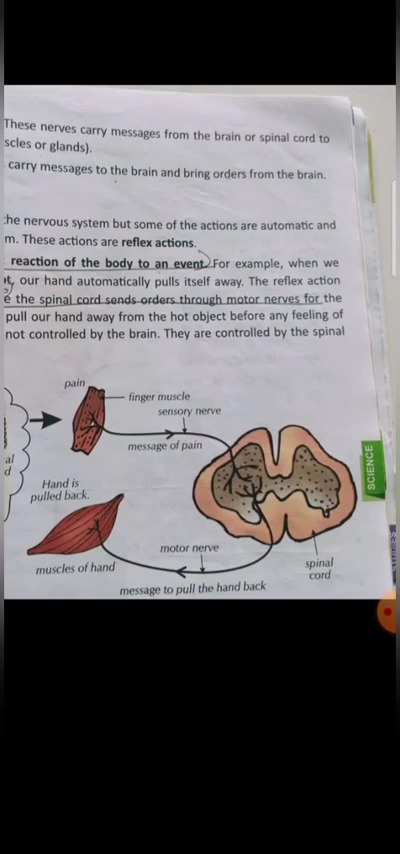 These nerves carry messages from the brain or spinal cord to
scles or glands).
carry messages to the brain and bring orders from the brain.
the nervous system but some of the actions are automatic and
m. These actions are reflex actions.
reaction of the body to an event. For example, when we
ot, our hand automatically pulls itself away. The reflex action
e the spinal cord sends orders through motor nerves for the
pull our hand away from the hot object before any feeling of
not controlled by the brain. They are controlled by the spinal
pain
finger muscle
sensory nerve
message of pain
al
d
Hand is
pulled back.
SCIENCE
motor nerve
muscles of hand
spinal
cord
message to pull the hand back